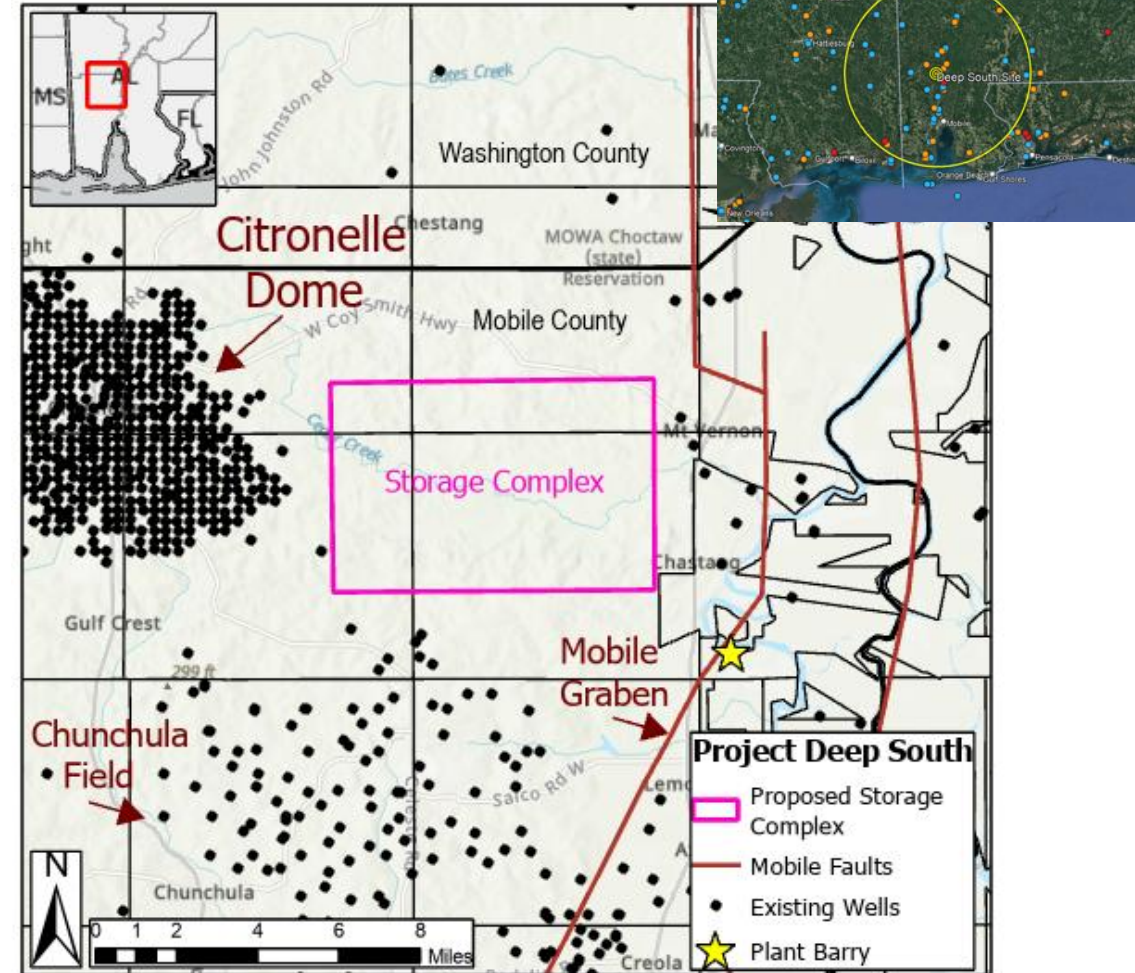 MS
AL
FL
Hattiesburg
Deep South Site
Mobile
Covington
Gulfport
Biloxi
Pensacola
Orange Beach
Gulf Shores
New Orleans
Bates Creek
John Johnston Rd
Washington County
Citronelle
Dome
Chestang
MOWA Choctaw
(state)
Reservation
ght
Rd
W Coy Smith Hwy
Mobile County
Mt Vernon
Cedar Creek
Storage Complex
Chastang
Gulf Crest
299 ft
Mobile
Graben
Chunchula
Field
Salco Rd W
Chunchula
Creola
N
0 1 2 4 6 8
Miles
Project Deep South
Proposed Storage
Complex
Mobile Faults
Existing Wells
Plant Barry